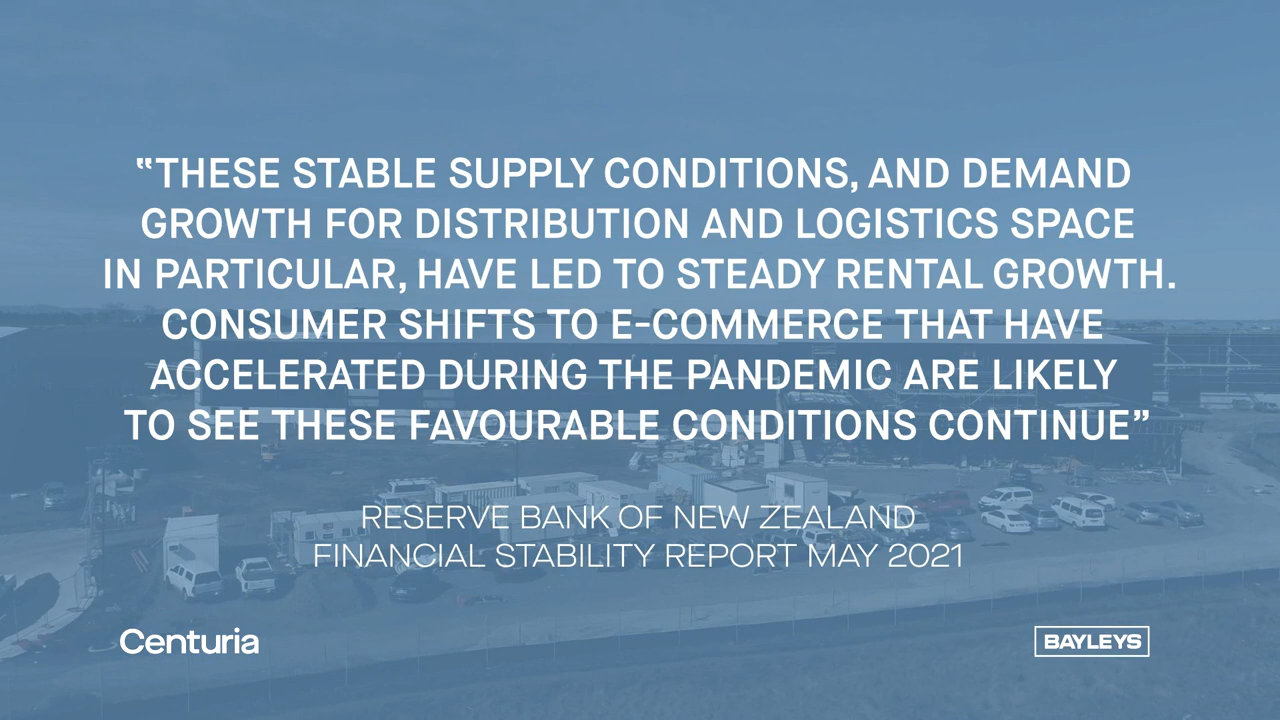 “THESE STABLE SUPPLY CONDITIONS, AND DEMAND
GROWTH FOR DISTRIBUTION AND LOGISTICS SPACE
IN PARTICULAR, HAVE LED TO STEADY RENTAL GROWTH.
CONSUMER SHIFTS TO E-COMMERCE THAT HAVE
ACCELERATED DURING THE PANDEMIC ARE LIKELY
TO SEE THESE FAVOURABLE CONDITIONS CONTINUE”
RESERVE BANK OF NEW ZEALAND
FINANCIAL STABILITY REPORT MAY 2021
Centuria
BAYLEYS